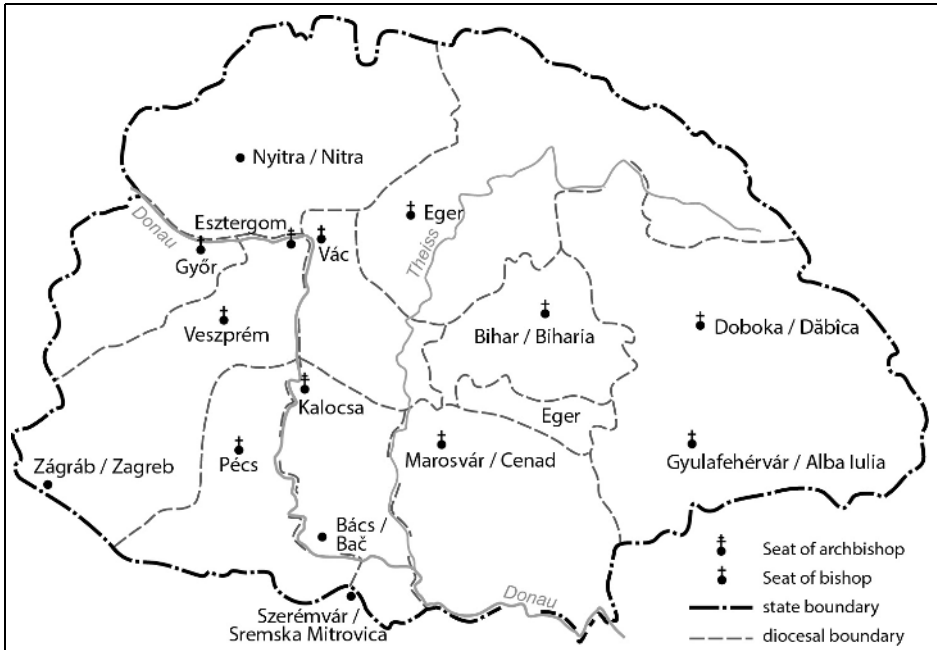 Nyitra / Nitra
Donau
Esztergom
Eger
Győr
Vác
Theiss
Veszprém
Bihar / Biharia
Doboka / Dăbîca
Kalocsa
Eger
Zágráb / Zagreb
Pécs
Marosvár / Cenad
Gyulafehérvár / Alba Iulia
Bács /
Bač
Donau
Szerémvár /
Sremska Mitrovica
Seat of archbishop
Seat of bishop
state boundary
diocesal boundary